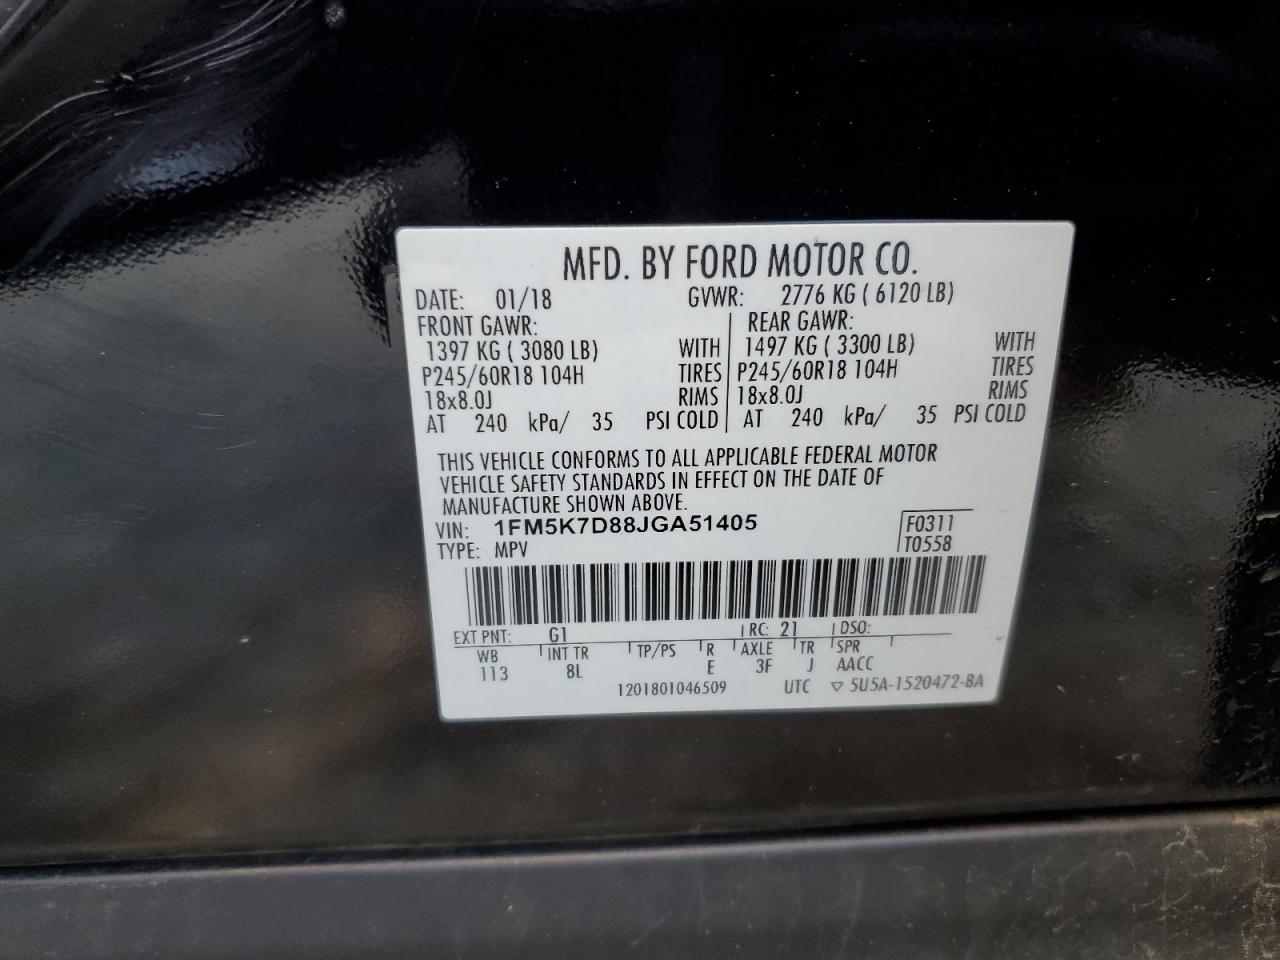 MFD. BY FORD MOTOR CO.
DATE: 01/18 GVWR: 2776 KG ( 6120 LB)
FRONT GAWR: REAR GAWR:
1397 KG ( 3080 LB) WITH 1497 KG ( 3300 LB) WITH
P245/60R18 104H TIRES P245/60R18 104H TIRES
18x8.0J RIMS 18x8.0J RIMS
AT 240 kPa/ 35 PSI COLD AT 240 kPa/ 35 PSI COLD
THIS VEHICLE CONFORMS TO ALL APPLICABLE FEDERAL MOTOR
VEHICLE SAFETY STANDARDS IN EFFECT ON THE DATE OF
MANUFACTURE SHOWN ABOVE.
VIN: 1FM5K7D88JGA51405 F0311
TYPE: MPV T0558
EXT PNT: G1 RC: 21 DSO:
WB INT TR TP/PS R AXLE TR SPR
113 8L E 3F J AACC
1201801046509 UTC ▽ 5U5A-1520472-BA